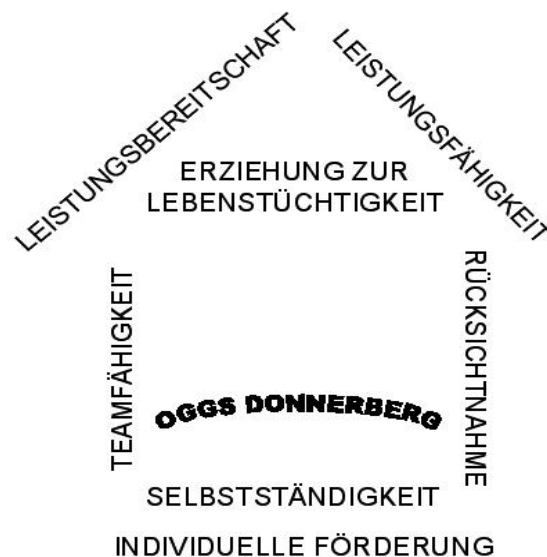 LEISTUNGSBEREITSCHAFT
LEISTUNGSFÄHIGKEIT
ERZIEHUNG ZUR
LEBENSTÜCHTIGKEIT
TEAMFÄHIGKEIT
RÜCKSICHTNAHME
OGGS DONNERBERG
SELBSTSTÄNDIGKEIT
INDIVIDUELLE FÖRDERUNG